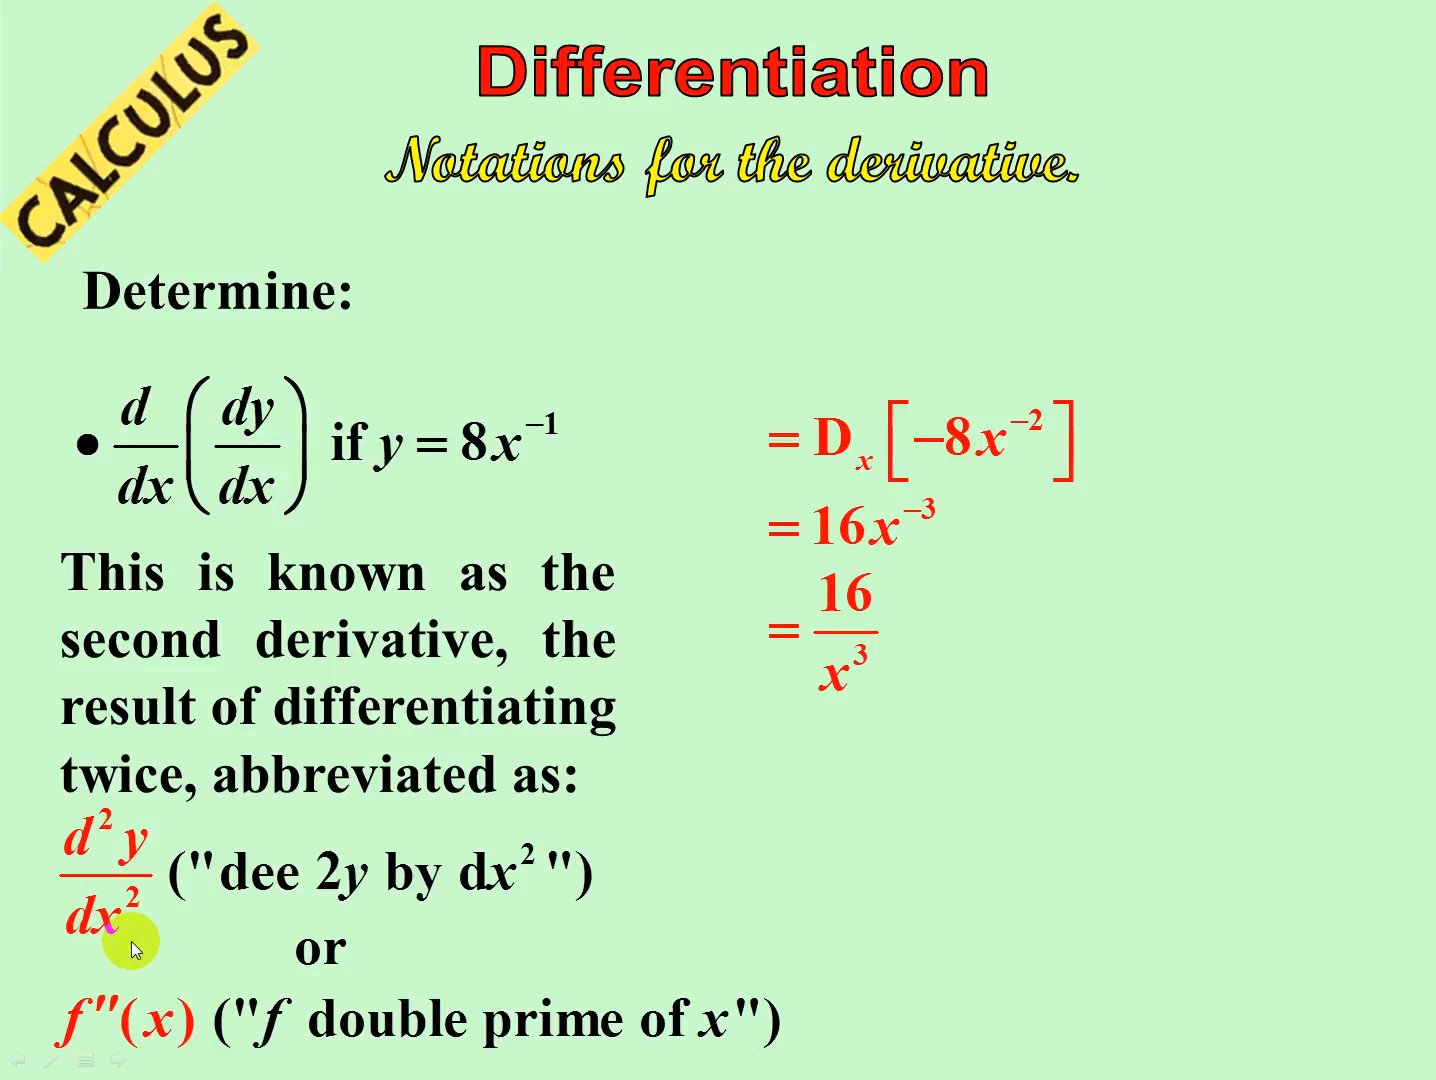 CALCULUS
Differentiation
Notations for the derivative.
Determine:
• d/dx (dy/dx) if y = 8x⁻¹
= Dₓ [−8x⁻²]
= 16x⁻³
= 16/x³
This is known as the
second derivative, the
result of differentiating
twice, abbreviated as:
d²y/dx² ("dee 2y by dx²")
or
f″(x) ("f double prime of x")